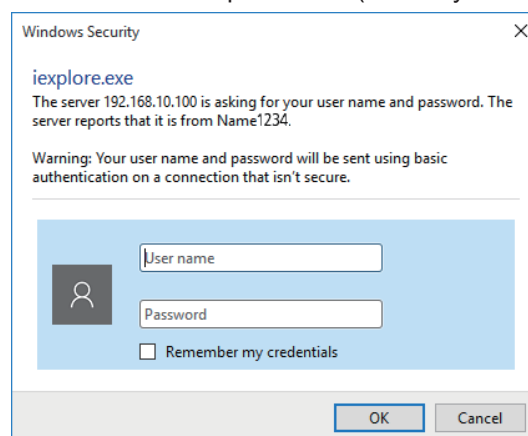 Windows Security
iexplore.exe
The server 192.168.10.100 is asking for your user name and password. The
server reports that it is from Name1234.
Warning: Your user name and password will be sent using basic
authentication on a connection that isn't secure.
User name
Password
Remember my credentials
OK Cancel